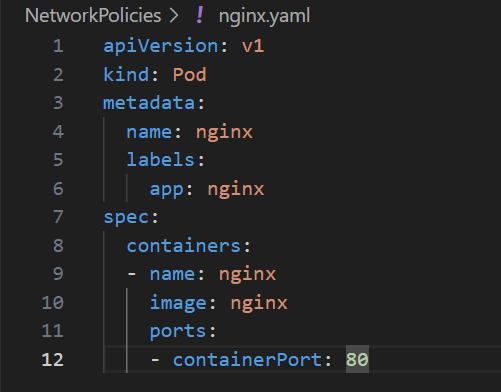 NetworkPolicies > ! nginx.yaml
1 apiVersion: v1
2 kind: Pod
3 metadata:
4   name: nginx
5   labels:
6     app: nginx
7 spec:
8   containers:
9   - name: nginx
10     image: nginx
11     ports:
12     - containerPort: 80